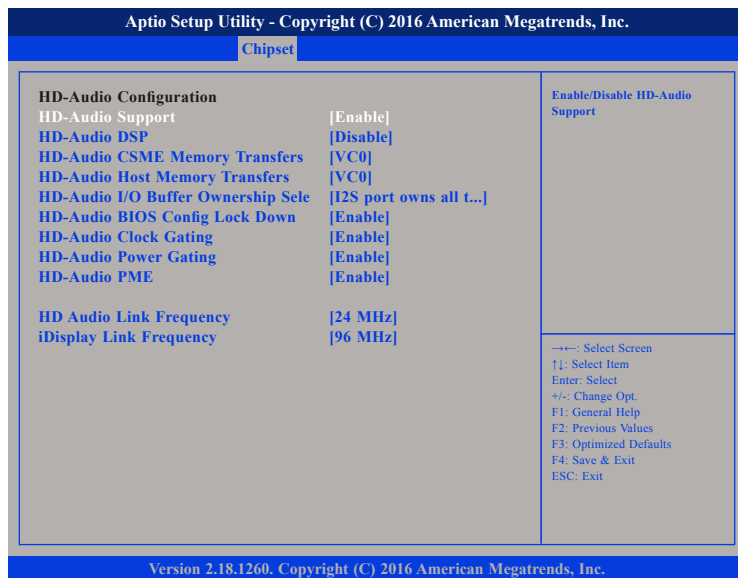 Aptio Setup Utility - Copyright (C) 2016 American Megatrends, Inc.
Chipset
HD-Audio Configuration
HD-Audio Support [Enable]
HD-Audio DSP [Disable]
HD-Audio CSME Memory Transfers [VC0]
HD-Audio Host Memory Transfers [VC0]
HD-Audio I/O Buffer Ownership Sele [I2S port owns all t...]
HD-Audio BIOS Config Lock Down [Enable]
HD-Audio Clock Gating [Enable]
HD-Audio Power Gating [Enable]
HD-Audio PME [Enable]
HD Audio Link Frequency [24 MHz]
iDisplay Link Frequency [96 MHz]
Enable/Disable HD-Audio
Support
→←: Select Screen
↑↓: Select Item
Enter: Select
+/-: Change Opt.
F1: General Help
F2: Previous Values
F3: Optimized Defaults
F4: Save & Exit
ESC: Exit
Version 2.18.1260. Copyright (C) 2016 American Megatrends, Inc.